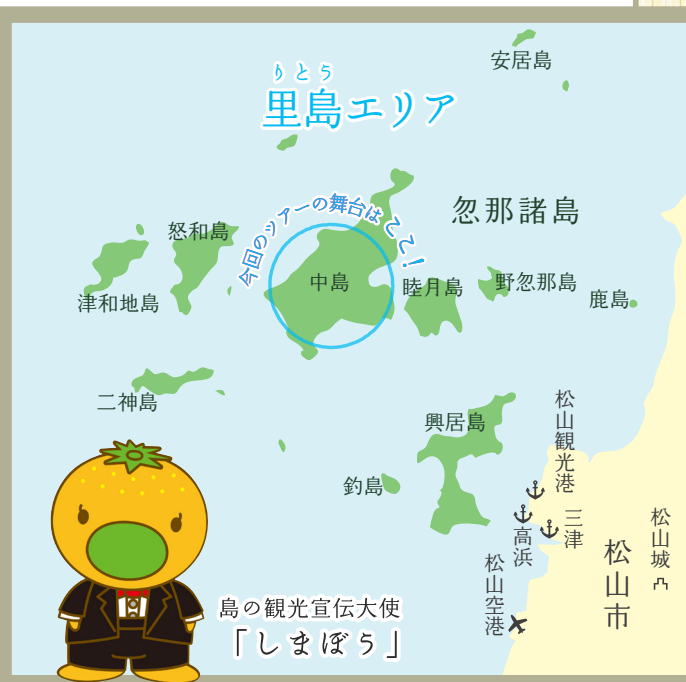 安居島
りとう
里島エリア
忽那諸島
今回のツアーの舞台はここ!
怒和島
中島
睦月島
野忽那島
津和地島
鹿島
二神島
興居島
釣島
松山観光港
三津
高浜
松山空港
松山市
松山城
島の観光宣伝大使
「しまぼう」